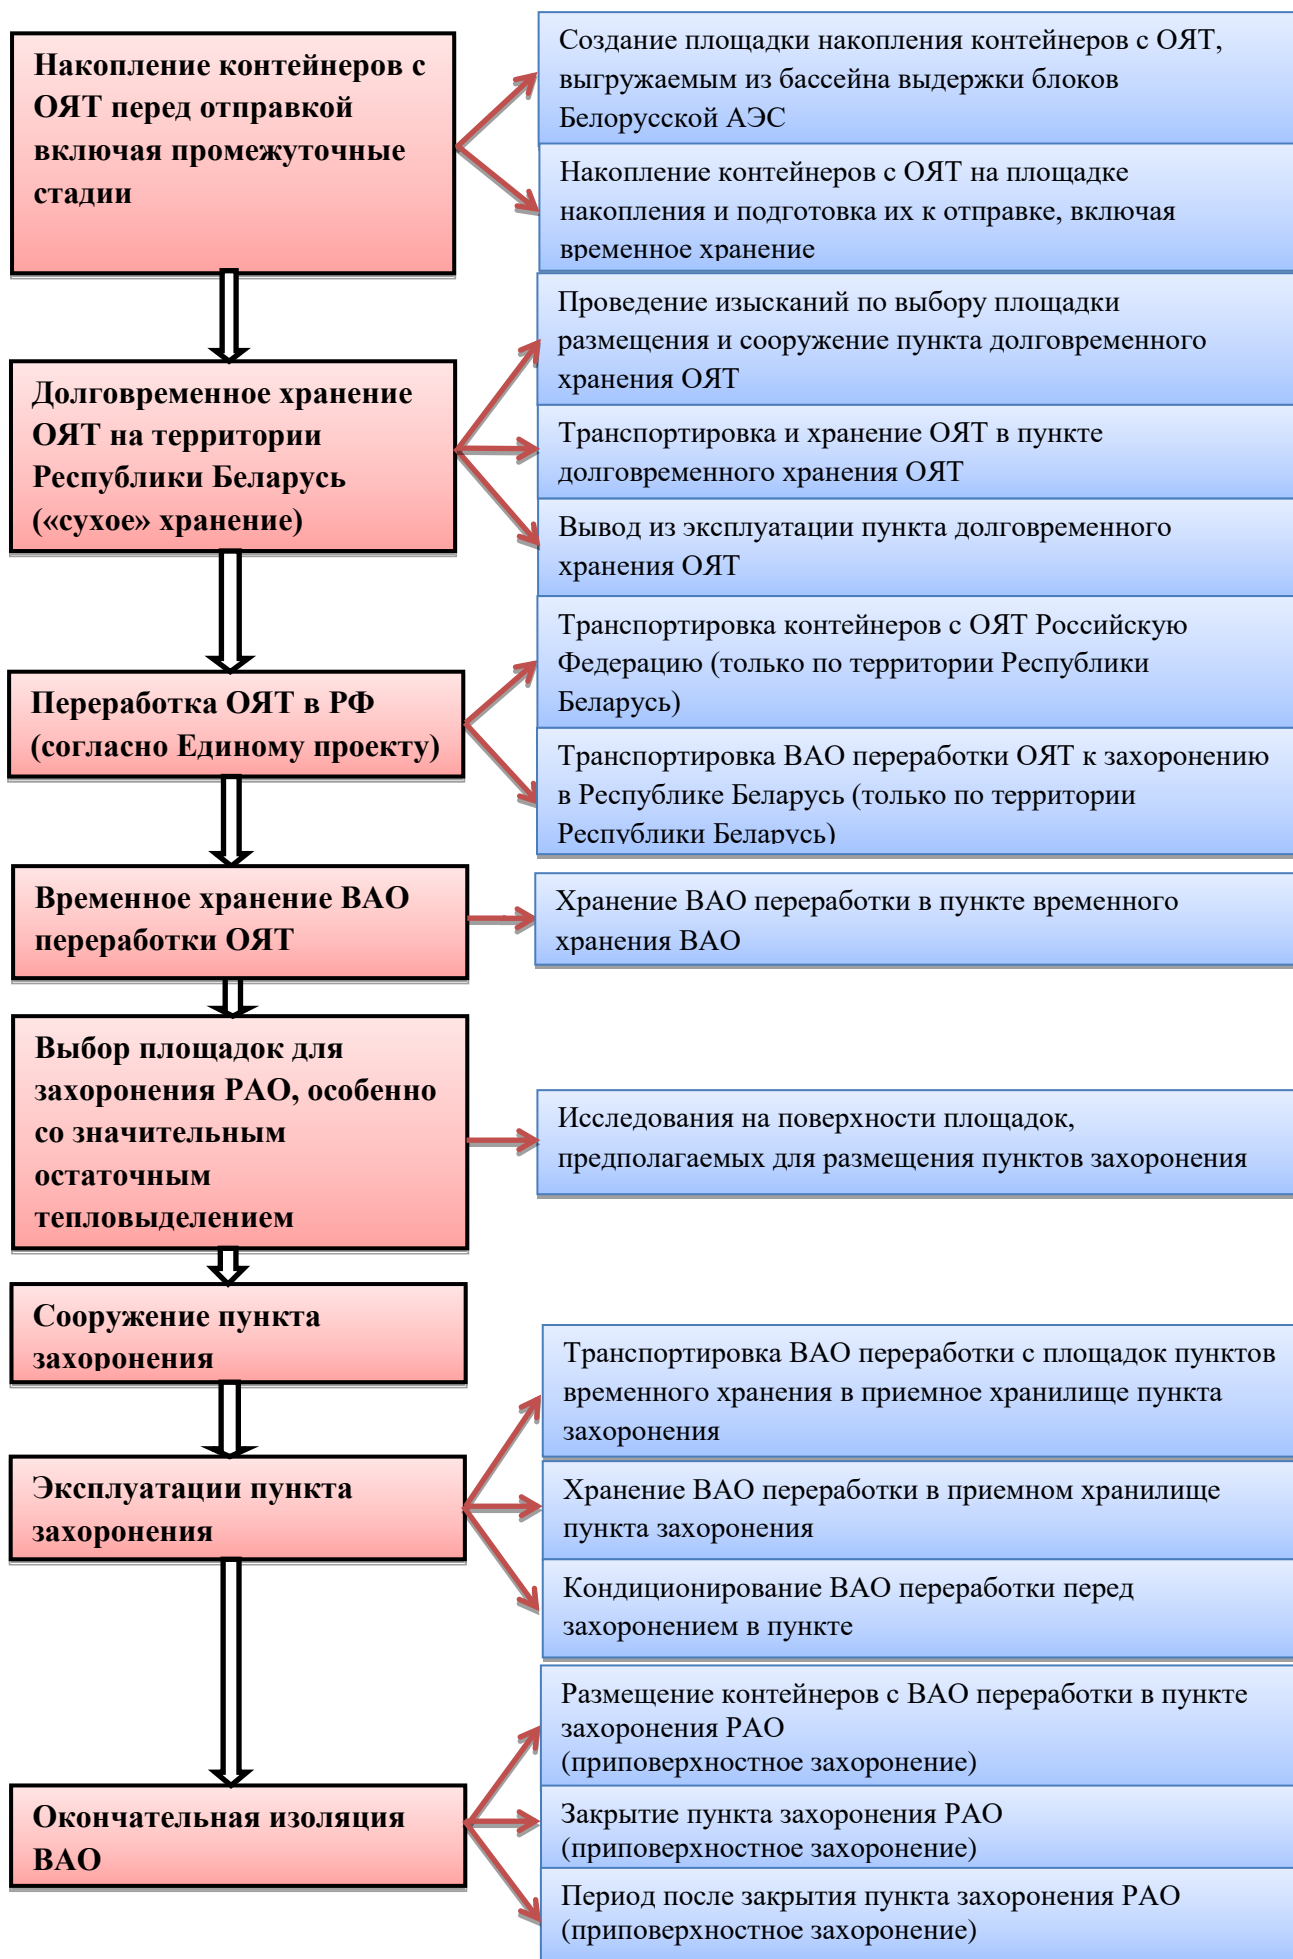 Накопление контейнеров с
ОЯТ перед отправкой
включая промежуточные
стадии
Создание площадки накопления контейнеров с ОЯТ,
выгружаемым из бассейна выдержки блоков
Белорусской АЭС
Накопление контейнеров с ОЯТ на площадке
накопления и подготовка их к отправке, включая
временное хранение
Долговременное хранение
ОЯТ на территории
Республики Беларусь
(«сухое» хранение)
Проведение изысканий по выбору площадки
размещения и сооружение пункта долговременного
хранения ОЯТ
Транспортировка и хранение ОЯТ в пункте
долговременного хранения ОЯТ
Вывод из эксплуатации пункта долговременного
хранения ОЯТ
Переработка ОЯТ в РФ
(согласно Единому проекту)
Транспортировка контейнеров с ОЯТ Российскую
Федерацию (только по территории Республики
Беларусь)
Транспортировка ВАО переработки ОЯТ к захоронению
в Республике Беларусь (только по территории
Республики Беларусь)
Временное хранение ВАО
переработки ОЯТ
Хранение ВАО переработки в пункте временного
хранения ВАО
Выбор площадок для
захоронения РАО, особенно
со значительным
остаточным
тепловыделением
Исследования на поверхности площадок,
предполагаемых для размещения пунктов захоронения
Сооружение пункта
захоронения
Эксплуатации пункта
захоронения
Транспортировка ВАО переработки с площадок пунктов
временного хранения в приемное хранилище пункта
захоронения
Хранение ВАО переработки в приемном хранилище
пункта захоронения
Кондиционирование ВАО переработки перед
захоронением в пункте
Окончательная изоляция
ВАО
Размещение контейнеров с ВАО переработки в пункте
захоронения РАО
(приповерхностное захоронение)
Закрытие пункта захоронения РАО
(приповерхностное захоронение)
Период после закрытия пункта захоронения РАО
(приповерхностное захоронение)